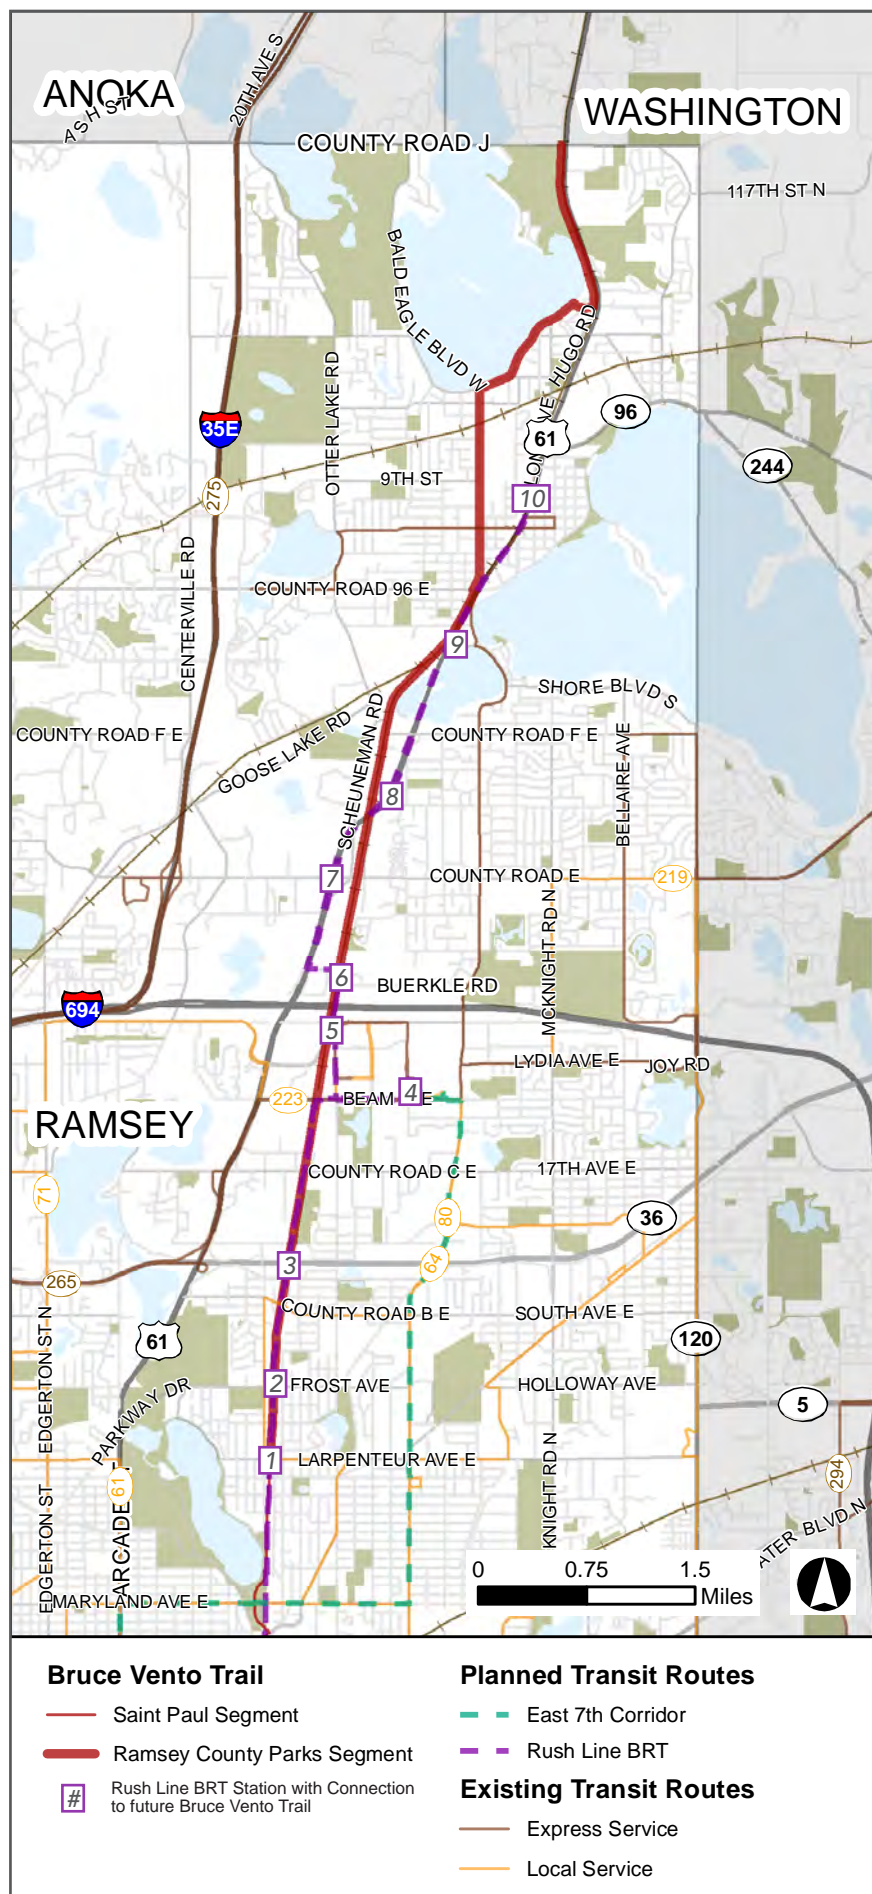 ANOKA
ASH ST
20TH AVE S
WASHINGTON
COUNTY ROAD J
117TH ST N
BALD EAGLE BLVD W
HUGO RD
OTTER LAKE RD
35E
96
61
244
9TH ST
275
10
CENTERVILLE RD
COUNTY ROAD 96 E
9
SHORE BLVD S
COUNTY ROAD F E
GOOSE LAKE RD
SCHEUNEMAN RD
COUNTY ROAD F E
BELLAIRE AVE
8
7
COUNTY ROAD E
219
MCKNIGHT RD N
6
BUERKLE RD
694
5
LYDIA AVE E
JOY RD
223
BEAM
4
E
RAMSEY
COUNTY ROAD C E
17TH AVE E
71
80
36
64
3
265
EDGERTON ST N
COUNTY ROAD B E
SOUTH AVE E
61
120
2
FROST AVE
HOLLOWAY AVE
5
PARKWAY DR
1
LARPENTEUR AVE E
61
294
EDGERTON ST
ARCADE
KNIGHT RD N
ATER BLVD N
MARYLAND AVE E
0 0.75 1.5
Miles
Bruce Vento Trail
Saint Paul Segment
Ramsey County Parks Segment
#
Rush Line BRT Station with Connection
to future Bruce Vento Trail
Planned Transit Routes
East 7th Corridor
Rush Line BRT
Existing Transit Routes
Express Service
Local Service